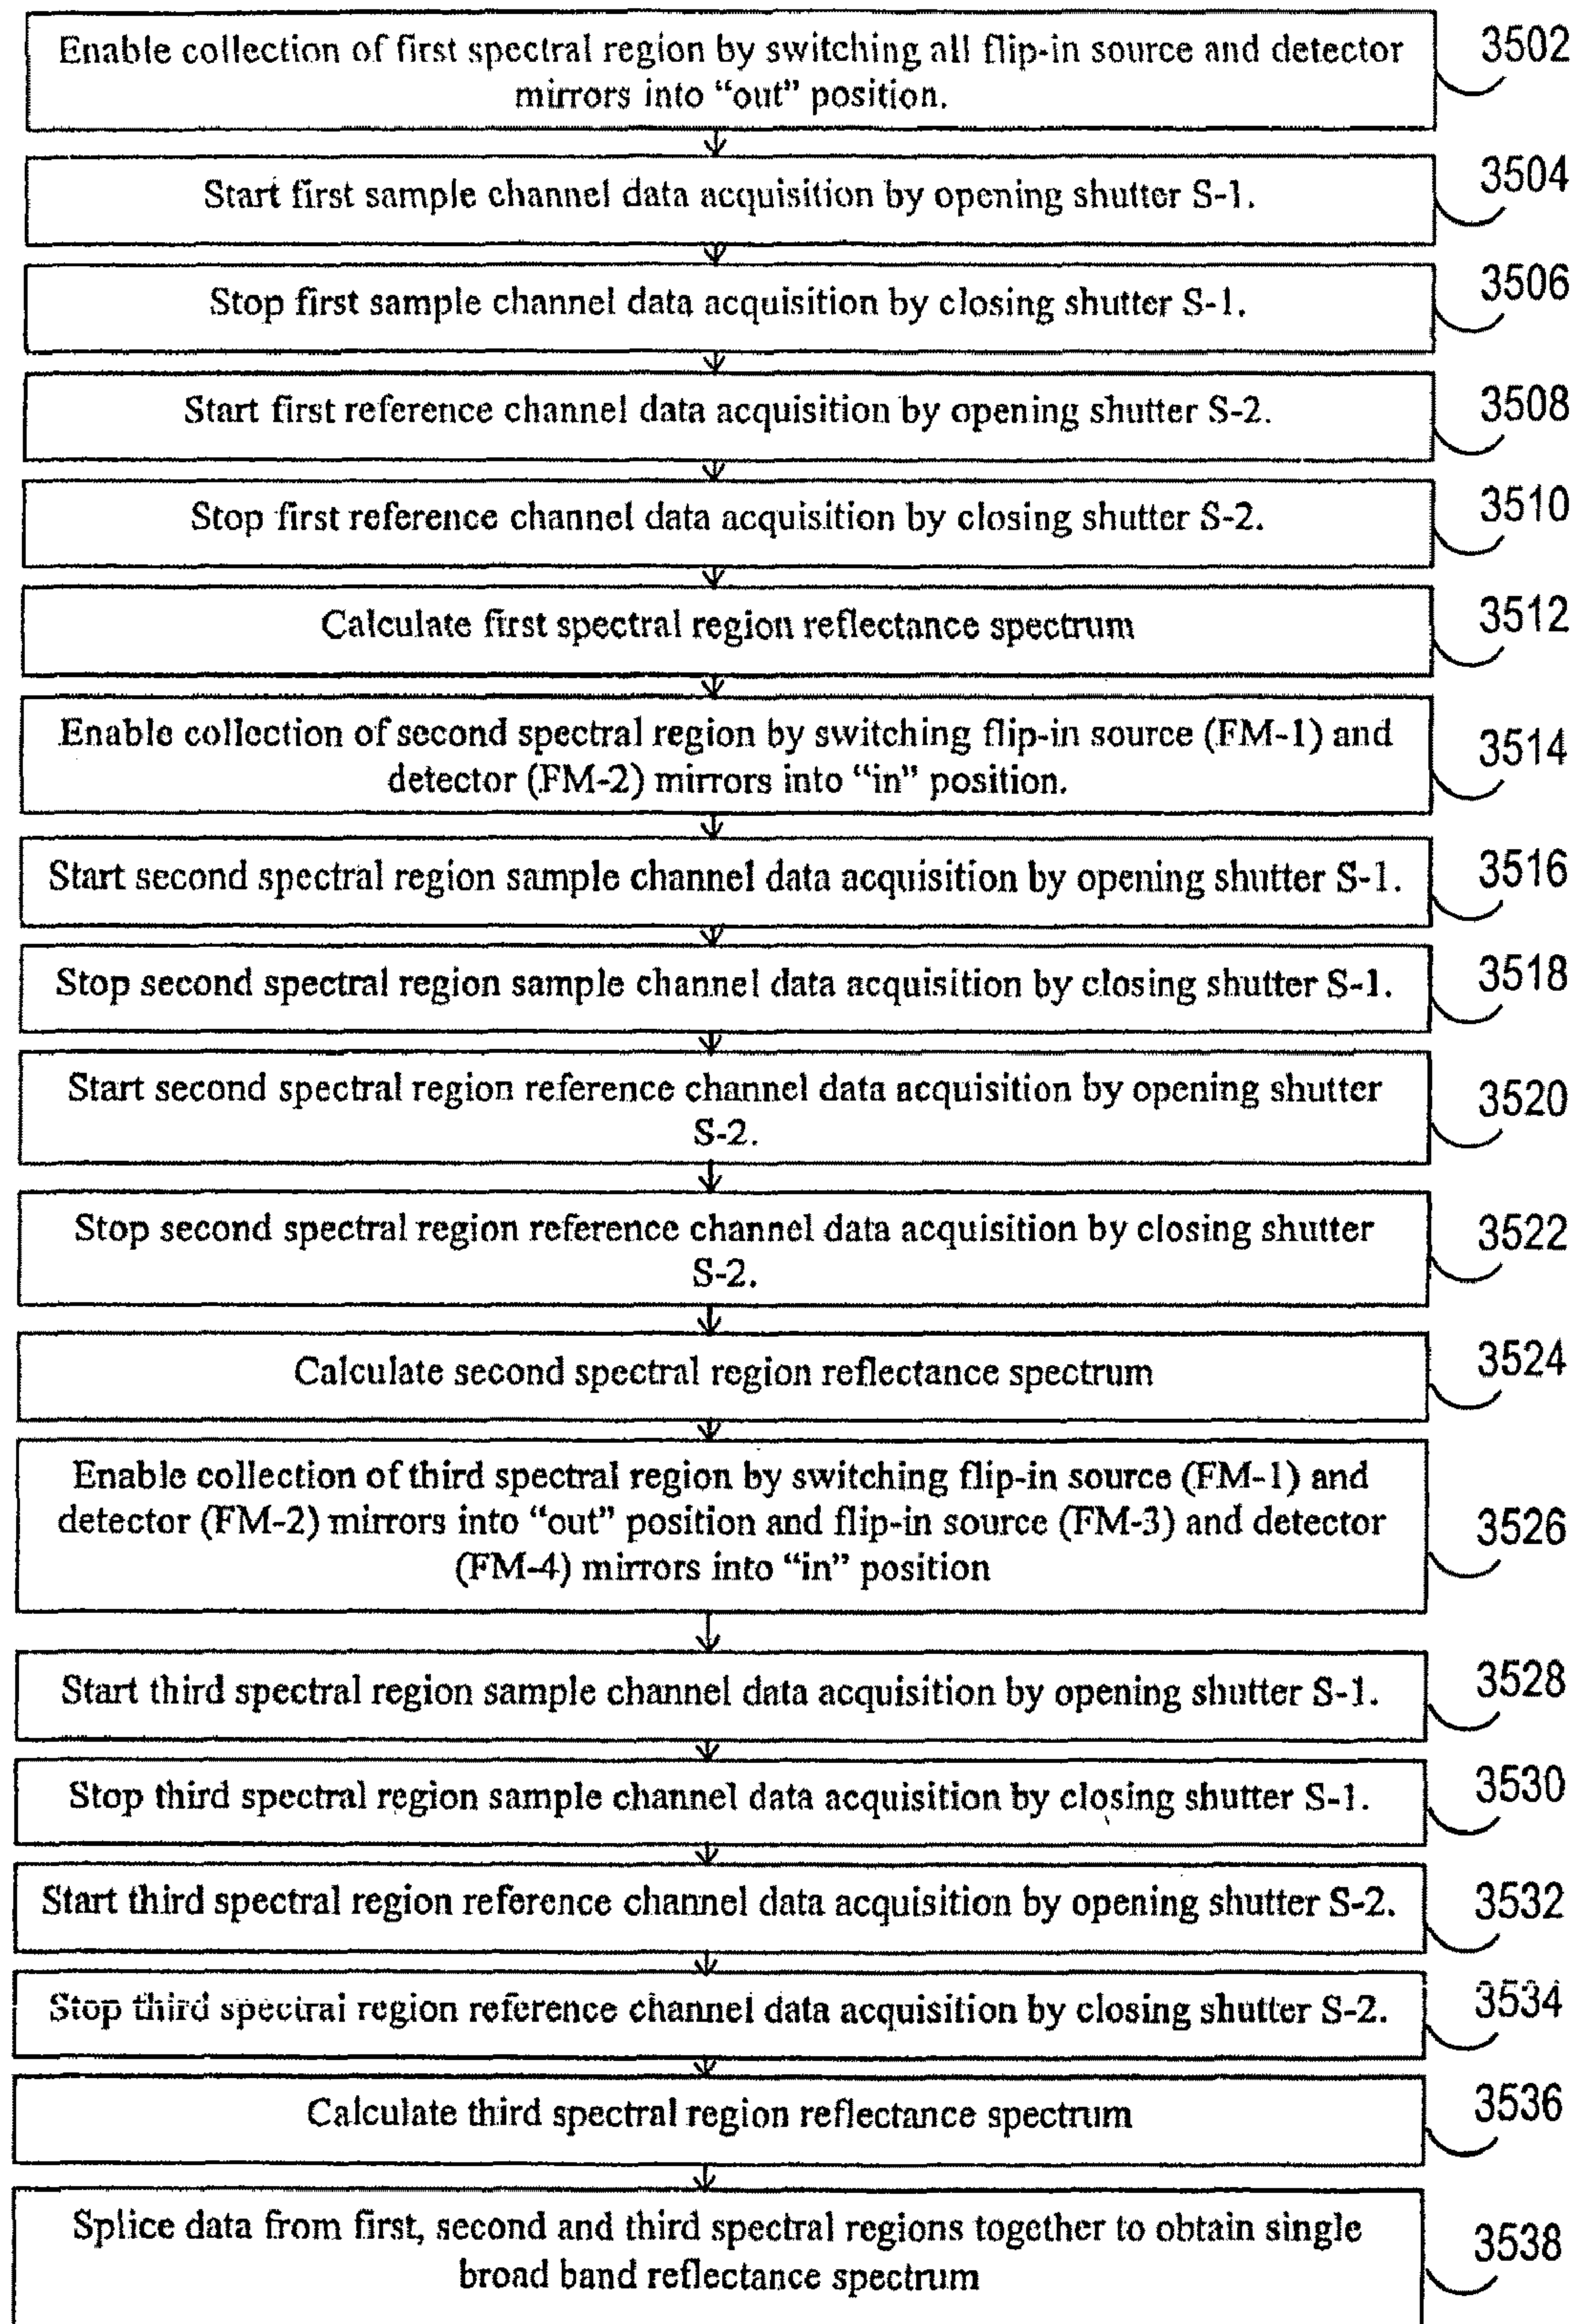 Enable collection of first spectral region by switching all flip-in source and detector
mirrors into “out” position.
3502
Start first sample channel data acquisition by opening shutter S-1.
3504
Stop first sample channel data acquisition by closing shutter S-1.
3506
Start first reference channel data acquisition by opening shutter S-2.
3508
Stop first reference channel data acquisition by closing shutter S-2.
3510
Calculate first spectral region reflectance spectrum
3512
Enable collection of second spectral region by switching flip-in source (FM-1) and
detector (FM-2) mirrors into “in” position.
3514
Start second spectral region sample channel data acquisition by opening shutter S-1.
3516
Stop second spectral region sample channel data acquisition by closing shutter S-1.
3518
Start second spectral region reference channel data acquisition by opening shutter
S-2.
3520
Stop second spectral region reference channel data acquisition by closing shutter
S-2.
3522
Calculate second spectral region reflectance spectrum
3524
Enable collection of third spectral region by switching flip-in source (FM-1) and
detector (FM-2) mirrors into “out” position and flip-in source (FM-3) and detector
(FM-4) mirrors into “in” position
3526
Start third spectral region sample channel data acquisition by opening shutter S-1.
3528
Stop third spectral region sample channel data acquisition by closing shutter S-1.
3530
Start third spectral region reference channel data acquisition by opening shutter S-2.
3532
Stop third spectral region reference channel data acquisition by closing shutter S-2.
3534
Calculate third spectral region reflectance spectrum
3536
Splice data from first, second and third spectral regions together to obtain single
broad band reflectance spectrum
3538